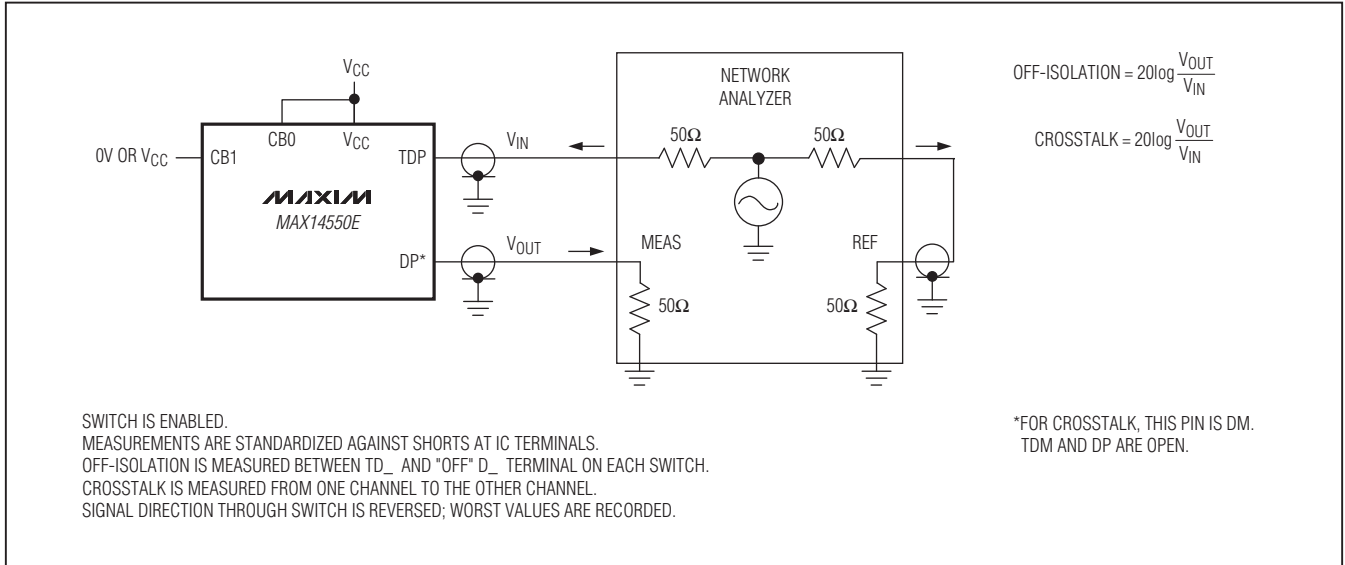 VCC
CB0 VCC
0V OR VCC CB1 TDP
MAXIM
MAX14550E
DP*
VIN
VOUT
NETWORK
ANALYZER
50Ω 50Ω
MEAS REF
50Ω 50Ω
OFF-ISOLATION = 20log VOUT/VIN
CROSSTALK = 20log VOUT/VIN
SWITCH IS ENABLED.
MEASUREMENTS ARE STANDARDIZED AGAINST SHORTS AT IC TERMINALS.
OFF-ISOLATION IS MEASURED BETWEEN TD_ AND "OFF" D_ TERMINAL ON EACH SWITCH.
CROSSTALK IS MEASURED FROM ONE CHANNEL TO THE OTHER CHANNEL.
SIGNAL DIRECTION THROUGH SWITCH IS REVERSED; WORST VALUES ARE RECORDED.
*FOR CROSSTALK, THIS PIN IS DM.
TDM AND DP ARE OPEN.